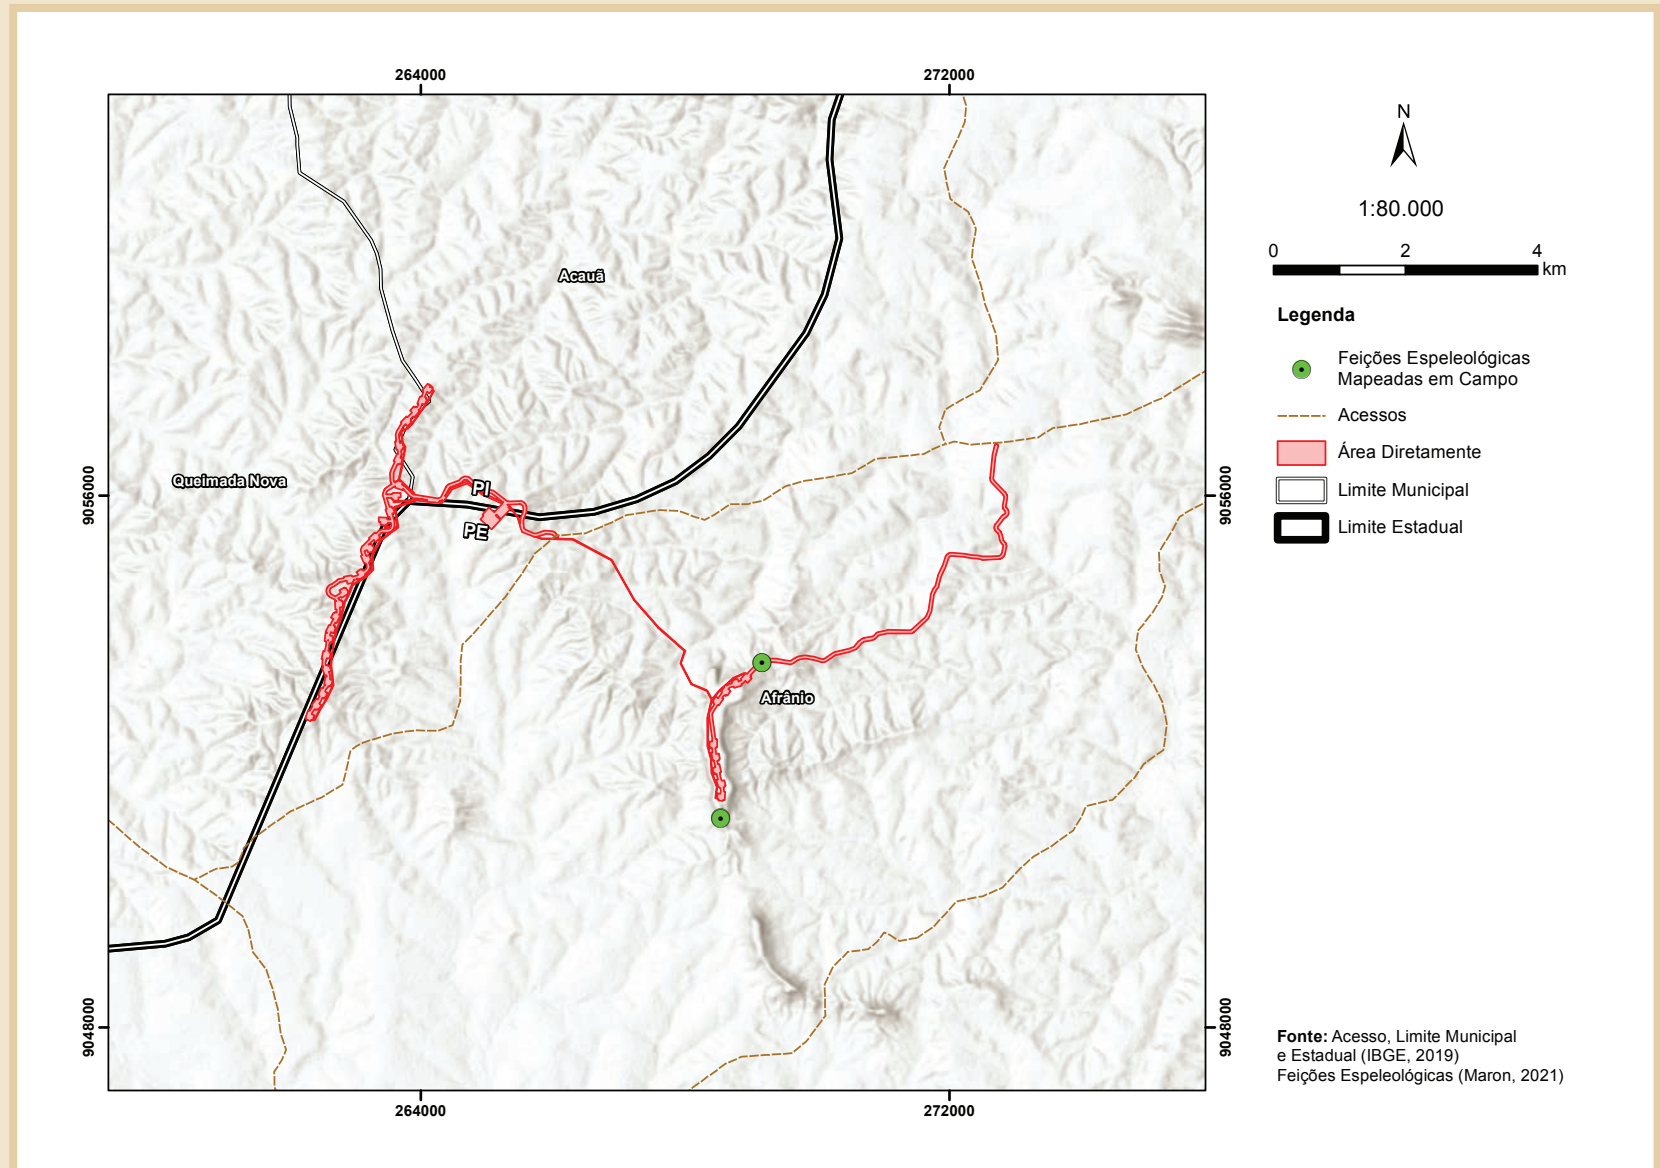 264000
272000
N
1:80.000
0 2 4
km
Legenda
Feições Espeleológicas
Mapeadas em Campo
Acessos
Área Diretamente
Limite Municipal
Limite Estadual
Acauã
Queimada Nova
PI
PE
Afrânio
9056000
9056000
9048000
9048000
264000
272000
Fonte: Acesso, Limite Municipal
e Estadual (IBGE, 2019)
Feições Espeleológicas (Maron, 2021)